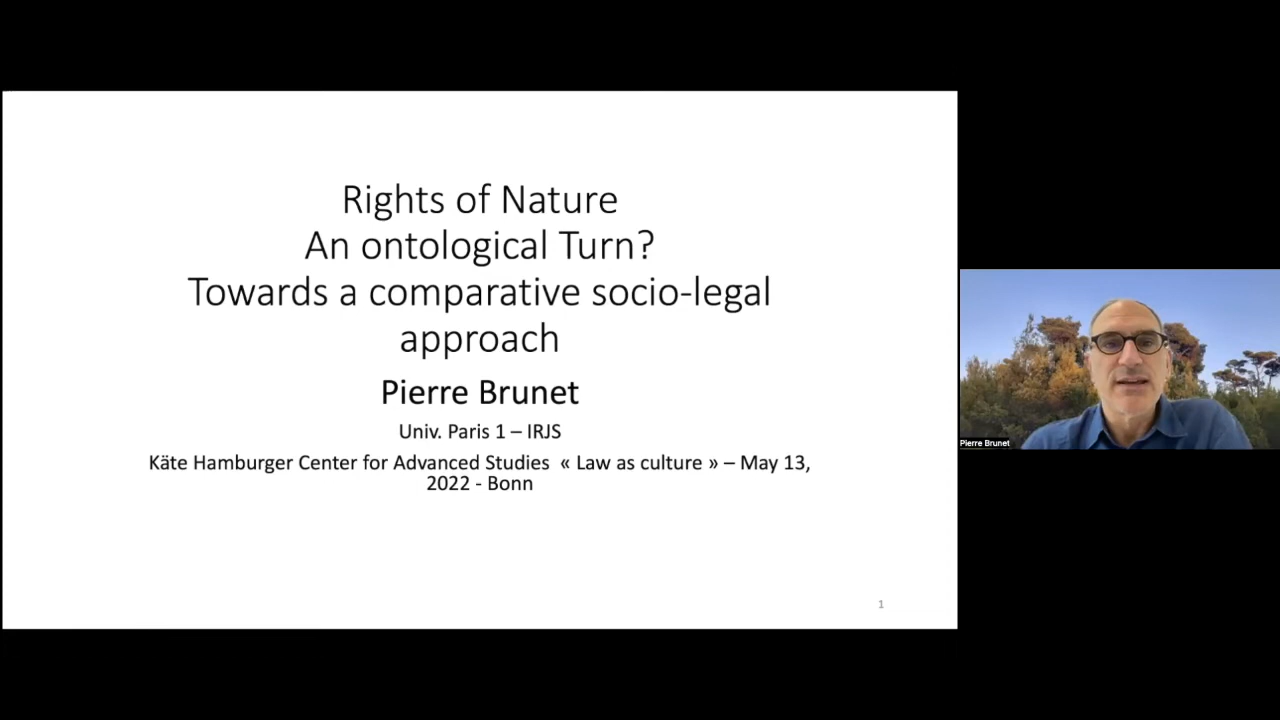 Rights of Nature
An ontological Turn?
Towards a comparative socio-legal
approach
Pierre Brunet
Univ. Paris 1 – IRJS
Käte Hamburger Center for Advanced Studies « Law as culture » – May 13,
2022 - Bonn
1
Pierre Brunet